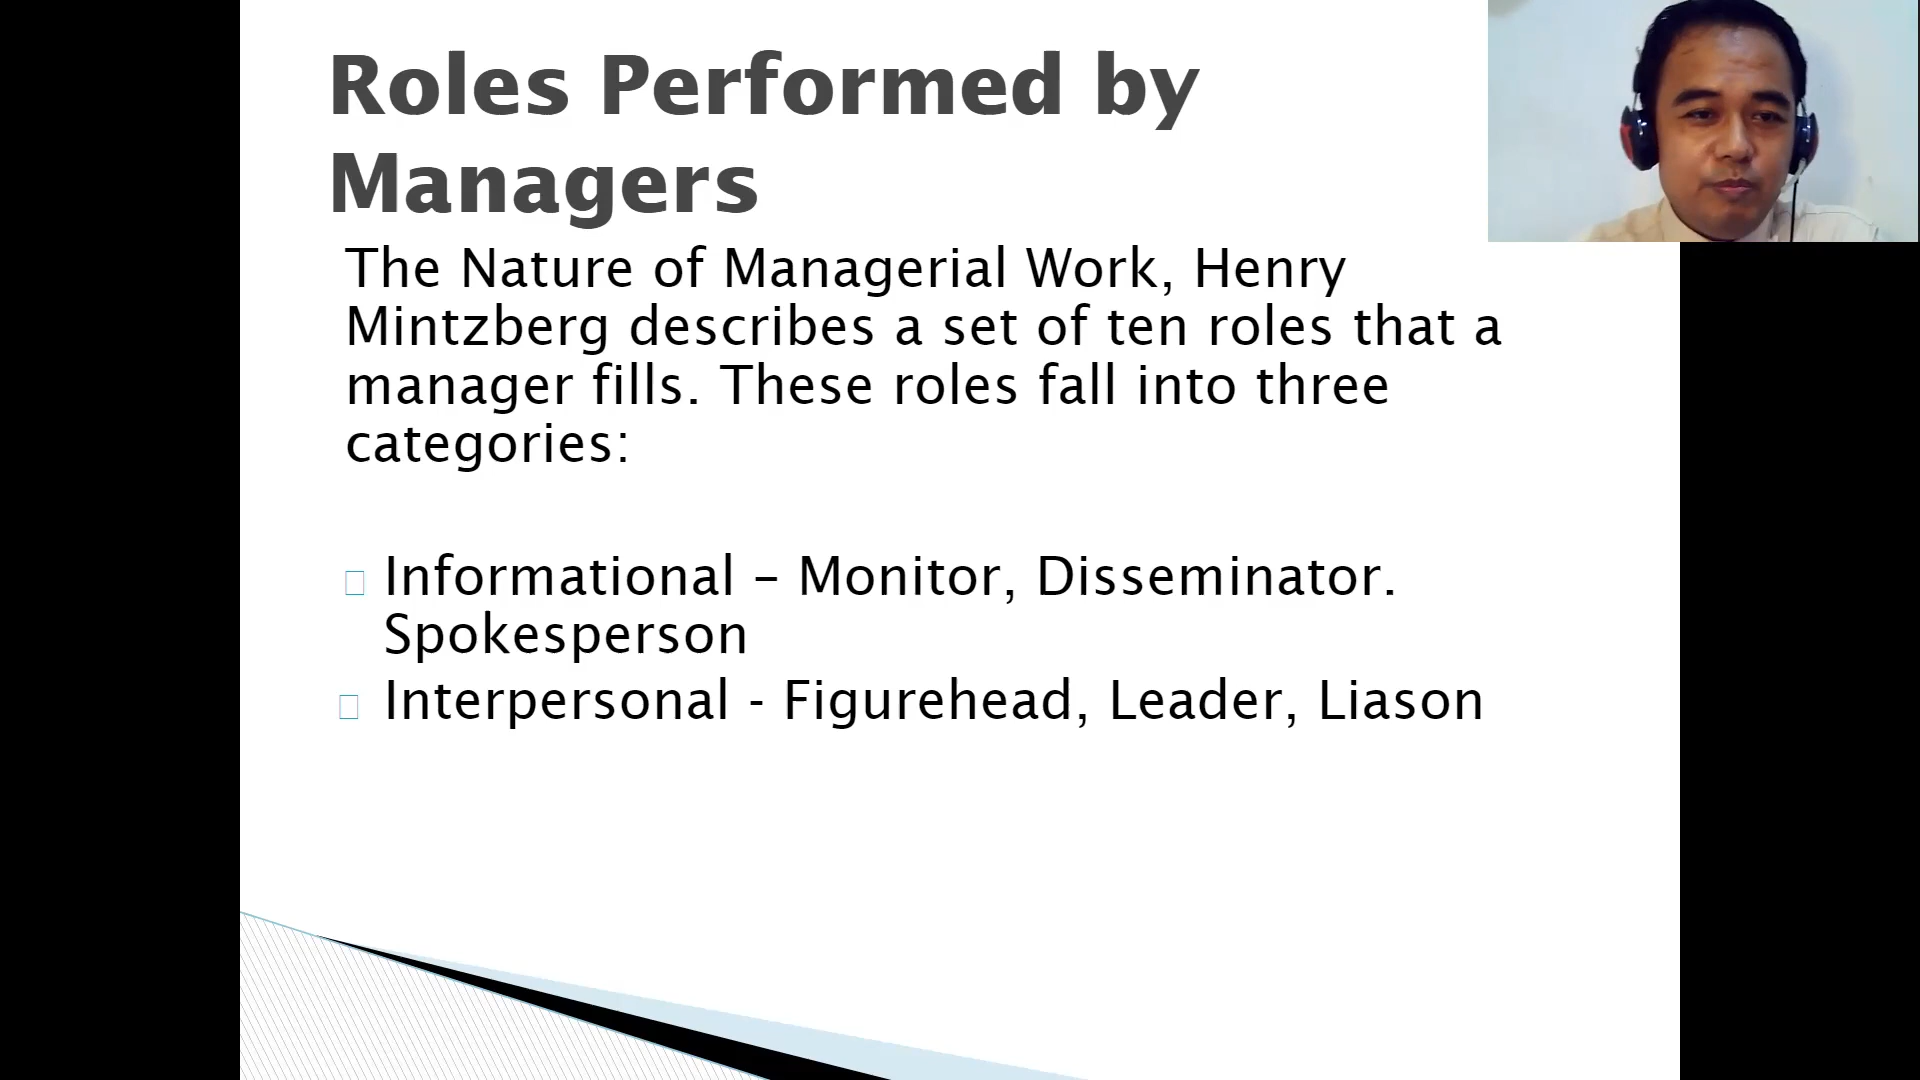 Roles Performed by
Managers
The Nature of Managerial Work, Henry
Mintzberg describes a set of ten roles that a
manager fills. These roles fall into three
categories:
Informational – Monitor, Disseminator.
Spokesperson
Interpersonal - Figurehead, Leader, Liason